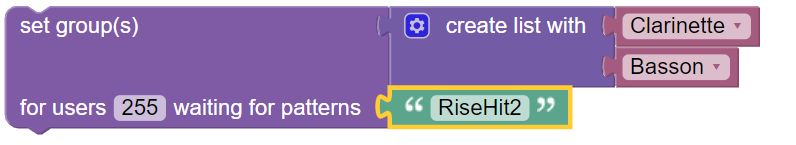 set group(s) create list with Clarinette
Basson
for users 255 waiting for patterns “ RiseHit2 ”